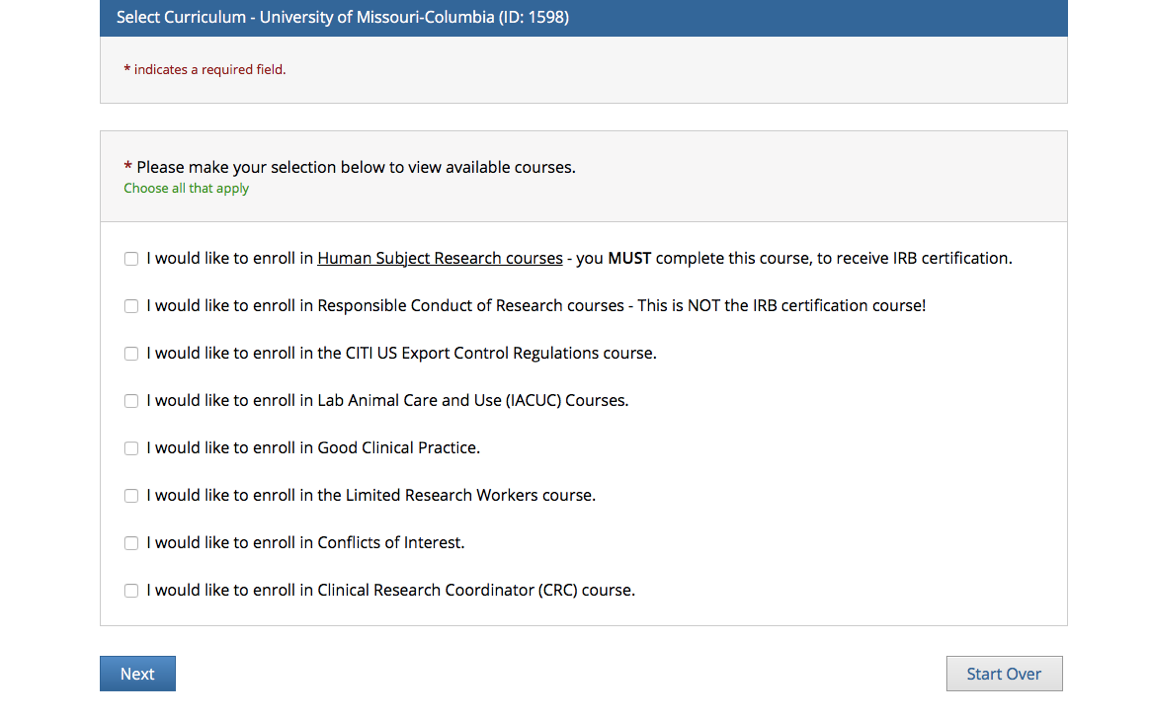 Select Curriculum - University of Missouri-Columbia (ID: 1598)
* indicates a required field.
* Please make your selection below to view available courses.
Choose all that apply
I would like to enroll in Human Subject Research courses - you MUST complete this course, to receive IRB certification.
I would like to enroll in Responsible Conduct of Research courses - This is NOT the IRB certification course!
I would like to enroll in the CITI US Export Control Regulations course.
I would like to enroll in Lab Animal Care and Use (IACUC) Courses.
I would like to enroll in Good Clinical Practice.
I would like to enroll in the Limited Research Workers course.
I would like to enroll in Conflicts of Interest.
I would like to enroll in Clinical Research Coordinator (CRC) course.
Next
Start Over